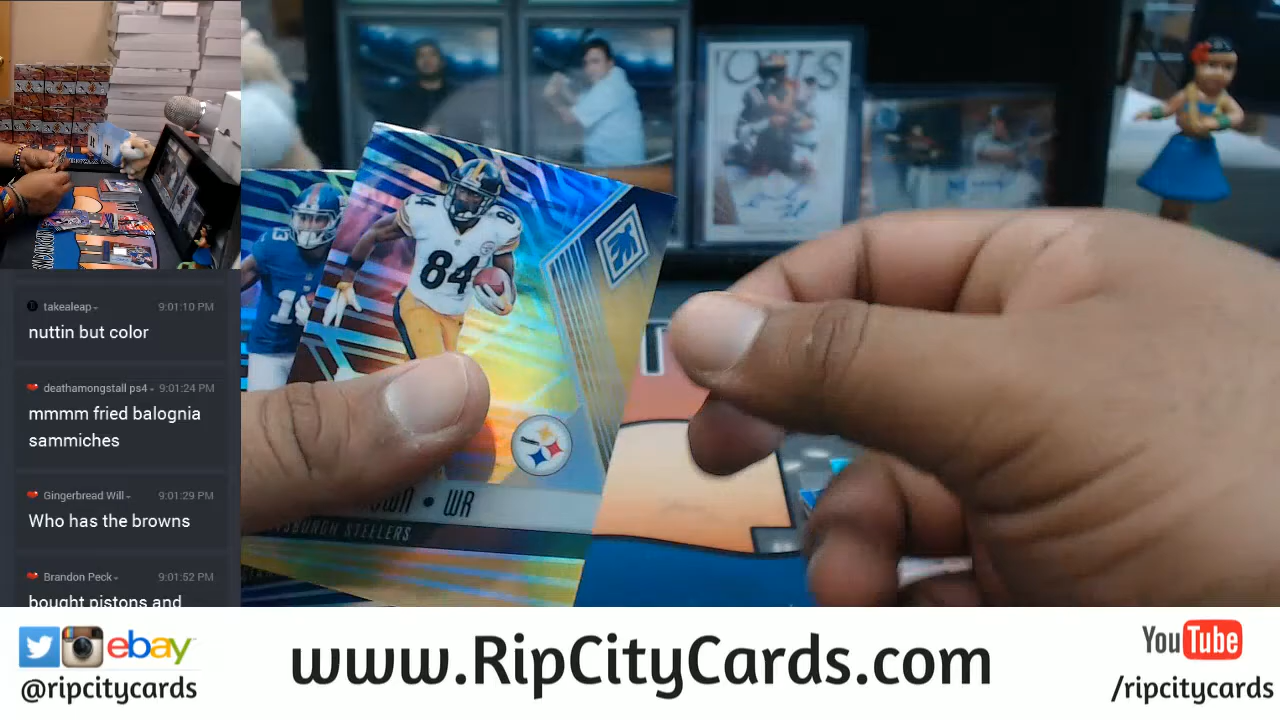 takealeap
9:01:10 PM
nuttin but color
deathamongstall ps4
9:01:24 PM
mmmm fried balognia
sammiches
Gingerbread Will
9:01:29 PM
Who has the browns
Brandon Peck
9:01:52 PM
bought pistons and
84
84
13
WR
STEELERS
ebay
@ripcitycards
www.RipCityCards.com
YouTube
/ripcitycards